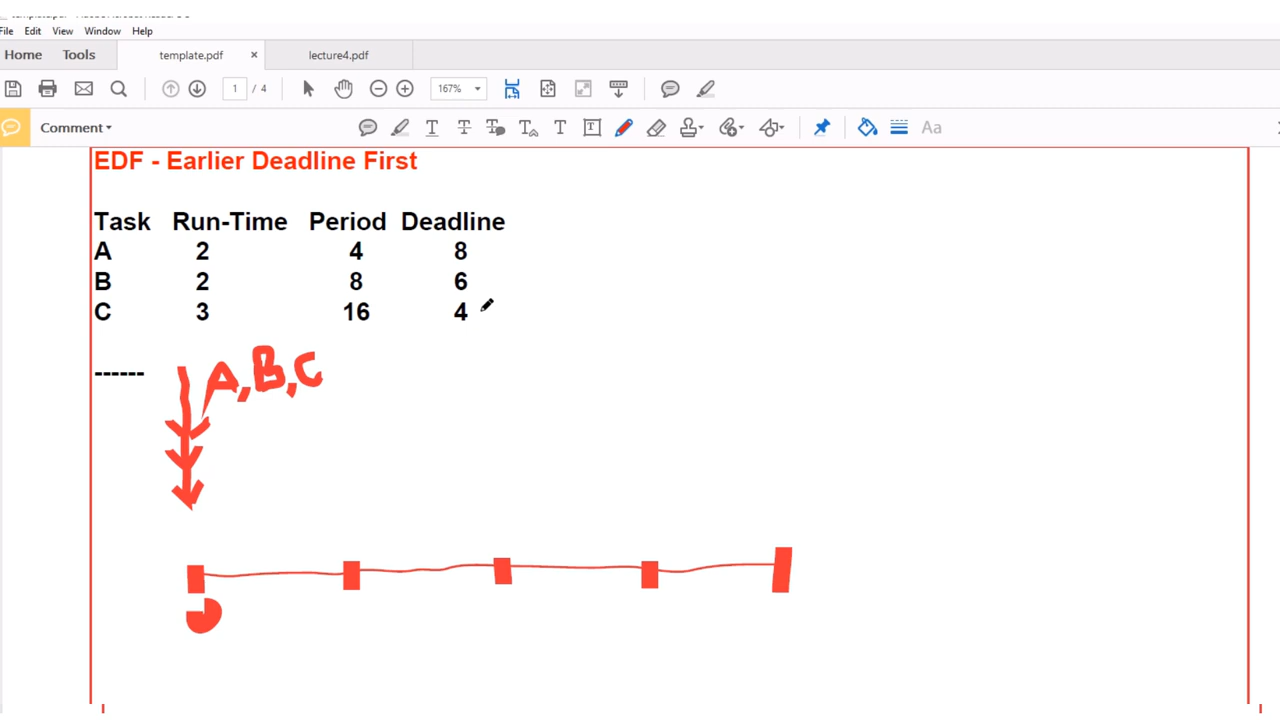 File Edit View Window Help
Home Tools template.pdf × lecture4.pdf
1 / 4 167%
Comment Aa
EDF - Earlier Deadline First
Task Run-Time Period Deadline
A 2 4 8
B 2 8 6
C 3 16 4
------ A,B,C